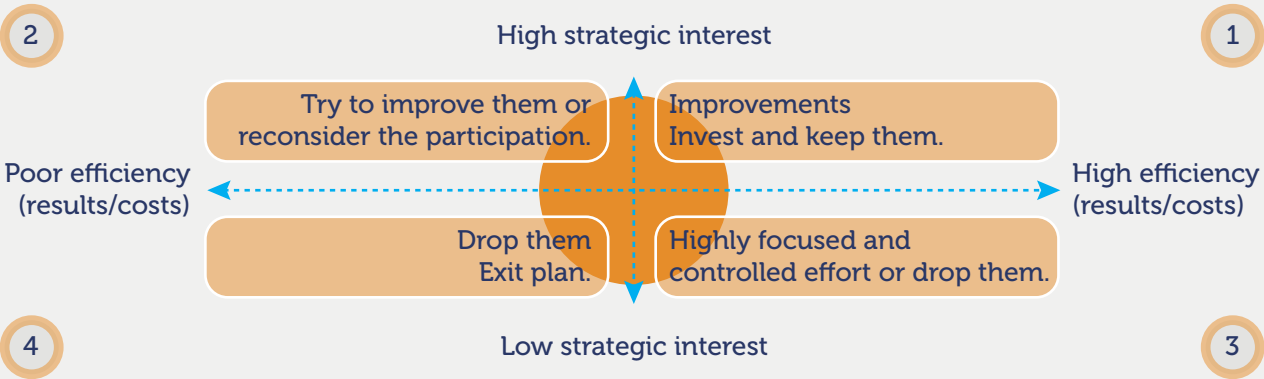 2
High strategic interest
1
Try to improve them or
reconsider the participation.
Improvements
Invest and keep them.
Poor efficiency
(results/costs)
High efficiency
(results/costs)
Drop them
Exit plan.
Highly focused and
controlled effort or drop them.
4
Low strategic interest
3